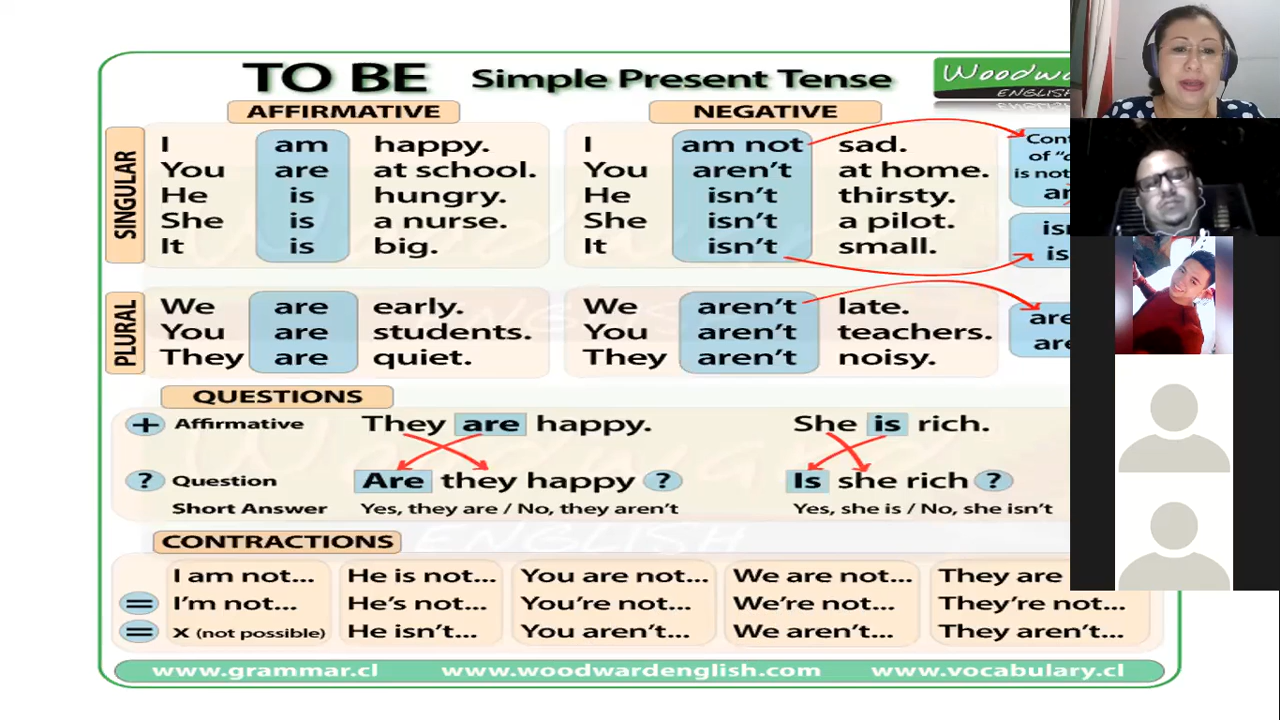 TO BE Simple Present Tense
ENGLISH
AFFIRMATIVE
NEGATIVE
SINGULAR
I am happy.
You are at school.
He is hungry.
She is a nurse.
It is big.
I am not sad.
You aren't at home.
He isn't thirsty.
She isn't a pilot.
It isn't small.
of "
is not
PLURAL
We are early.
You are students.
They are quiet.
We aren't late.
You aren't teachers.
They aren't noisy.
QUESTIONS
+ Affirmative They are happy. She is rich.
? Question Are they happy ? Is she rich ?
Short Answer Yes, they are / No, they aren't Yes, she is / No, she isn't
CONTRACTIONS
I am not... He is not... You are not... We are not... They are
= I'm not... He's not... You're not... We're not... They're not...
= x (not possible) He isn't... You aren't... We aren't... They aren't...
www.grammar.cl www.woodwardenglish.com www.vocabulary.cl